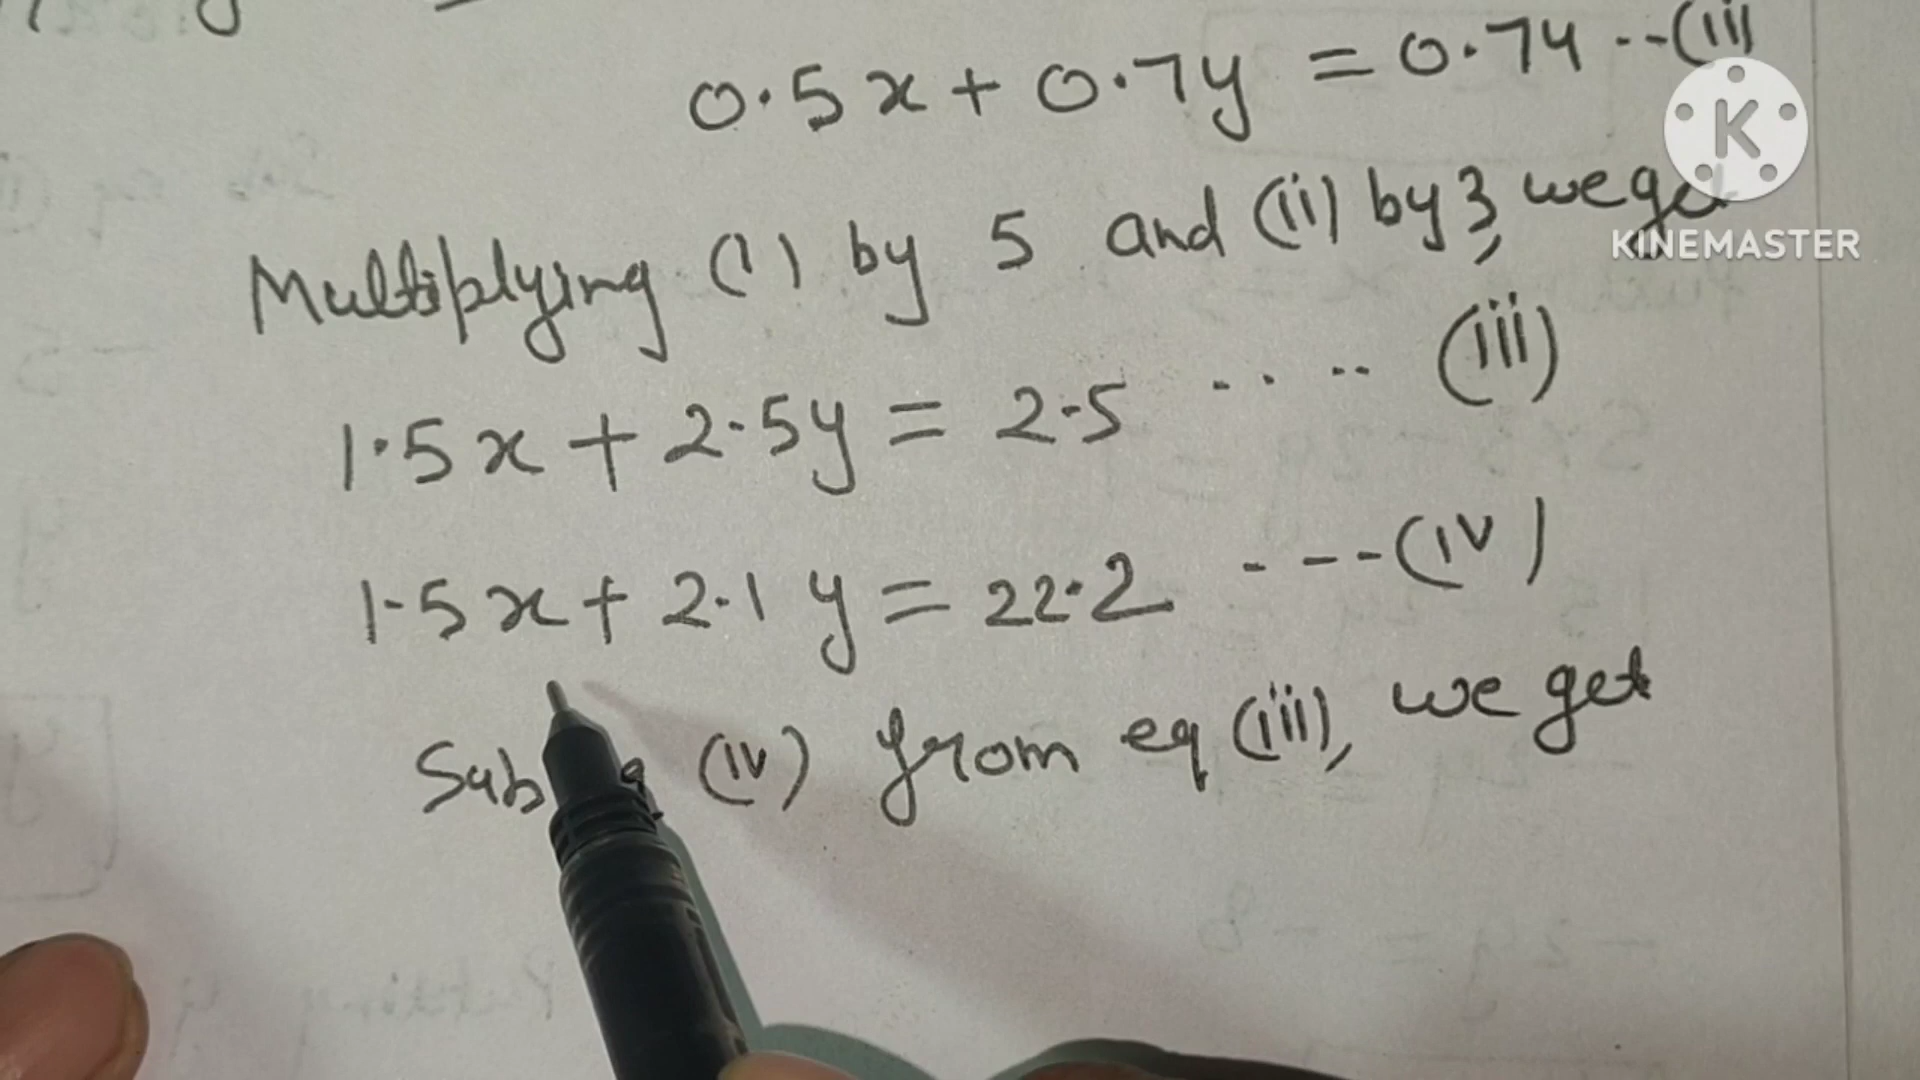 0.5x + 0.7y = 0.74 --(ii)
Multiplying (i) by 5 and (ii) by 3, we get
KINEMASTER
1.5x + 2.5y = 2.5 .... (iii)
1.5x + 2.1y = 22.2 ---(iv)
(iv) from eq (iii), we get